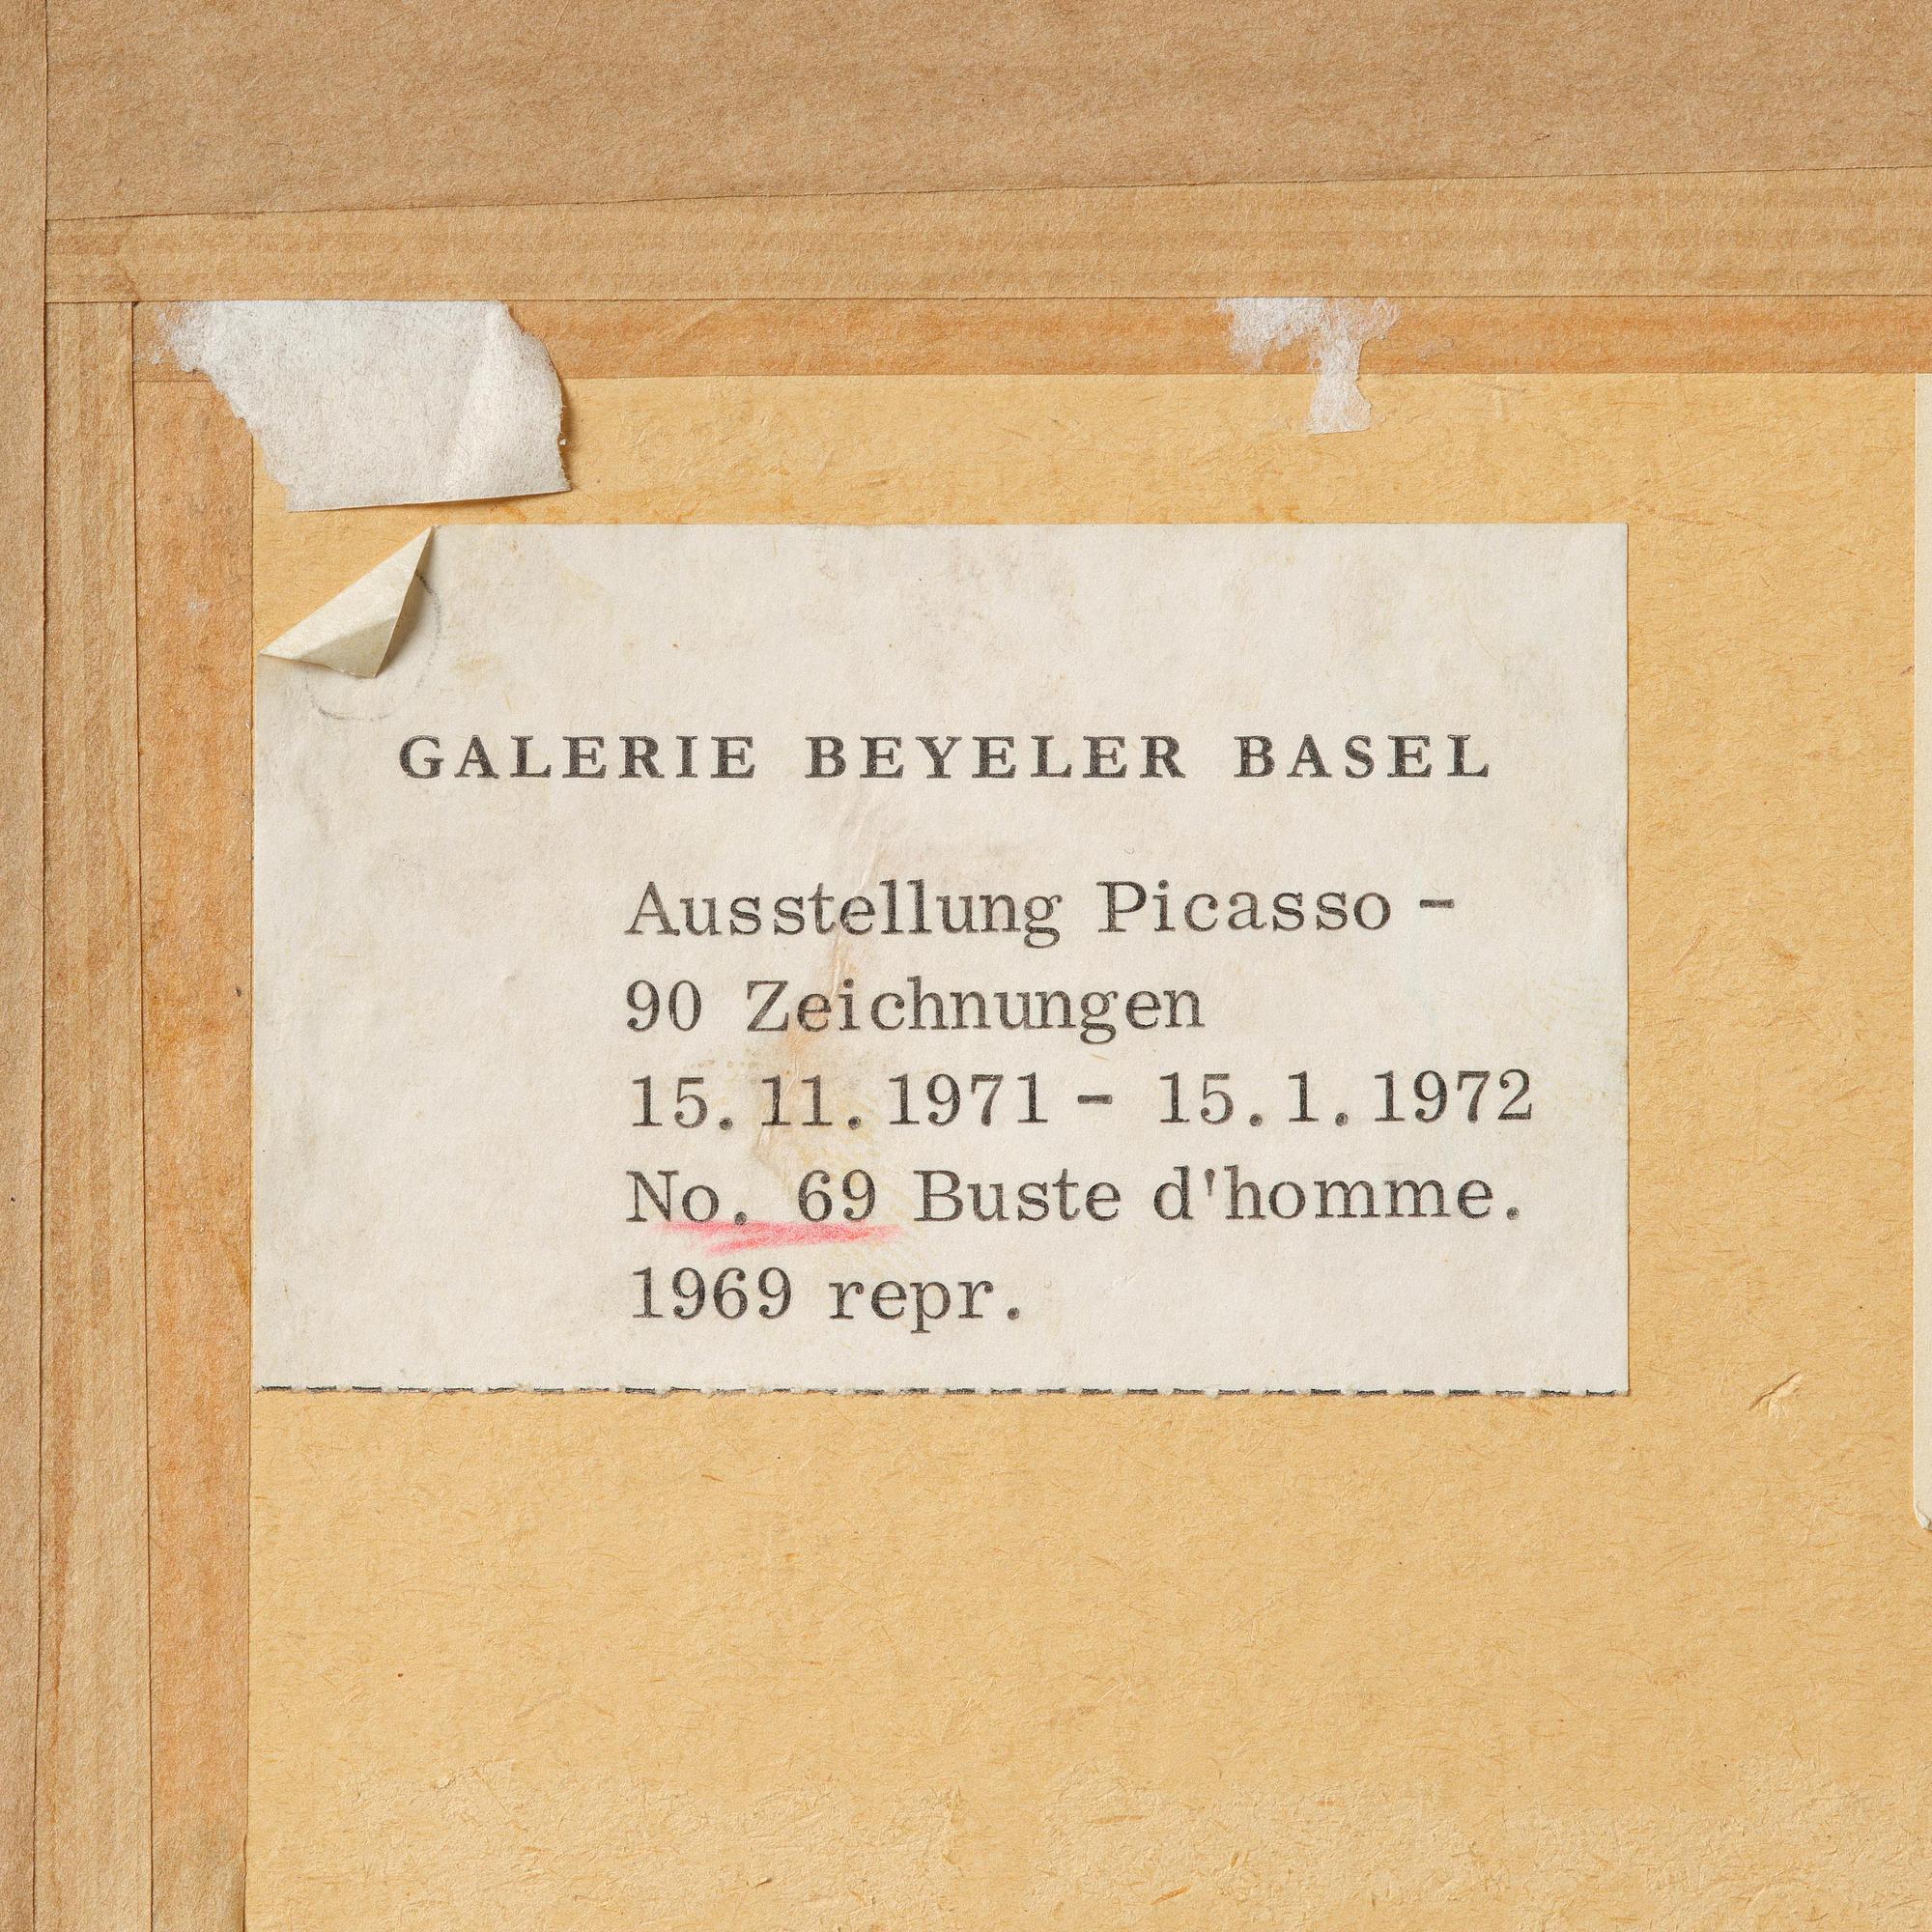 GALERIE BEYELER BASEL
Ausstellung Picasso -
90 Zeichnungen
15.11.1971 - 15.1.1972
No. 69 Buste d'homme.
1969 repr.